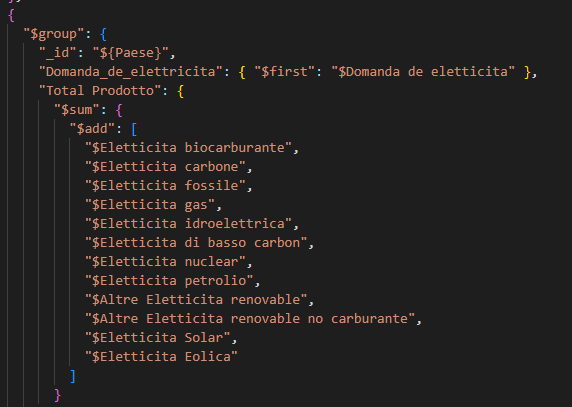 {
"$group": {
"_id": "${Paese}",
"Domanda_de_elettricita": { "$first": "$Domanda de eletticita" },
"Total Prodotto": {
"$sum": {
"$add": [
"$Eletticita biocarburante",
"$Eletticita carbone",
"$Eletticita fossile",
"$Eletticita gas",
"$Eletticita idroelettrica",
"$Eletticita di basso carbon",
"$Eletticita nuclear",
"$Eletticita petrolio",
"$Altre Eletticita renovable",
"$Altre Eletticita renovable no carburante",
"$Eletticita Solar",
"$Eletticita Eolica"
]
}